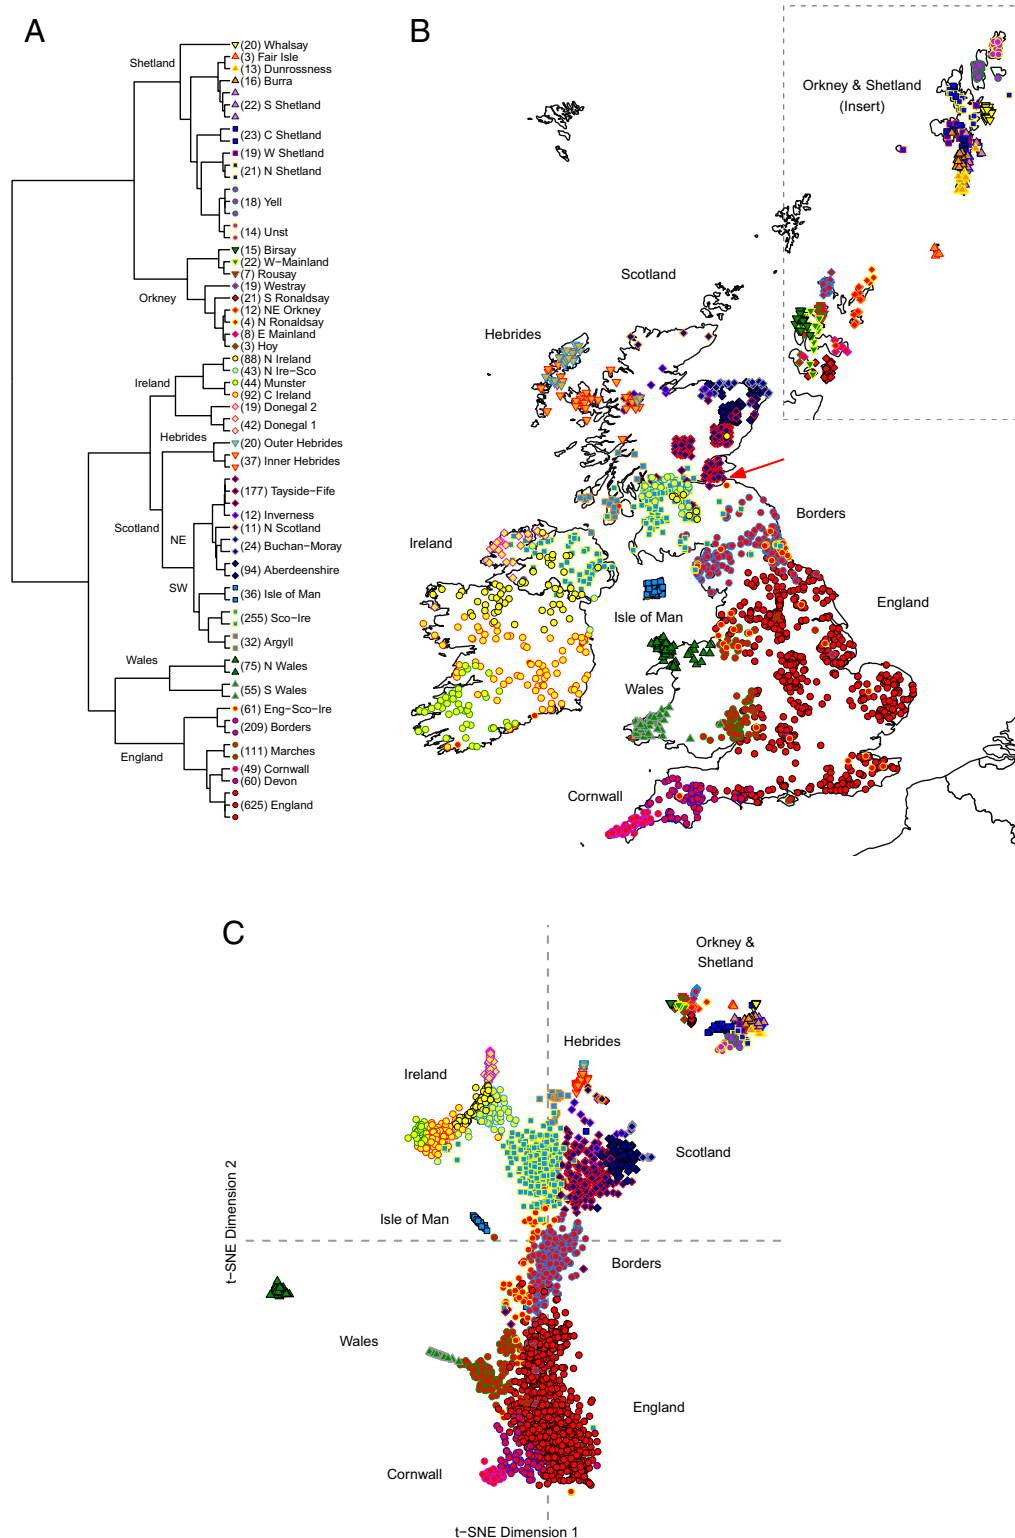 A
Shetland
(20) Whalsay
(3) Fair Isle
(13) Dunrossness
(16) Burra
(22) S Shetland
(23) C Shetland
(19) W Shetland
(21) N Shetland
(18) Yell
(14) Unst
(15) Birsay
(22) W−Mainland
(7) Rousay
Orkney
(19) Westray
(21) S Ronaldsay
(12) NE Orkney
(4) N Ronaldsay
(8) E Mainland
(3) Hoy
(88) N Ireland
(43) N Ire−Sco
Ireland
(44) Munster
(92) C Ireland
(19) Donegal 2
(42) Donegal 1
Hebrides
(20) Outer Hebrides
(37) Inner Hebrides
(177) Tayside−Fife
(12) Inverness
Scotland
(11) N Scotland
NE
(24) Buchan−Moray
(94) Aberdeenshire
SW
(36) Isle of Man
(255) Sco−Ire
(32) Argyll
Wales
(75) N Wales
(55) S Wales
(61) Eng−Sco−Ire
(209) Borders
England
(111) Marches
(49) Cornwall
(60) Devon
(625) England
B
Orkney & Shetland
(Insert)
Scotland
Hebrides
Borders
Ireland
England
Isle of Man
Wales
Cornwall
C
Orkney &
Shetland
Hebrides
Ireland
Scotland
Isle of Man
Borders
Wales
England
Cornwall
t−SNE Dimension 2
t−SNE Dimension 1